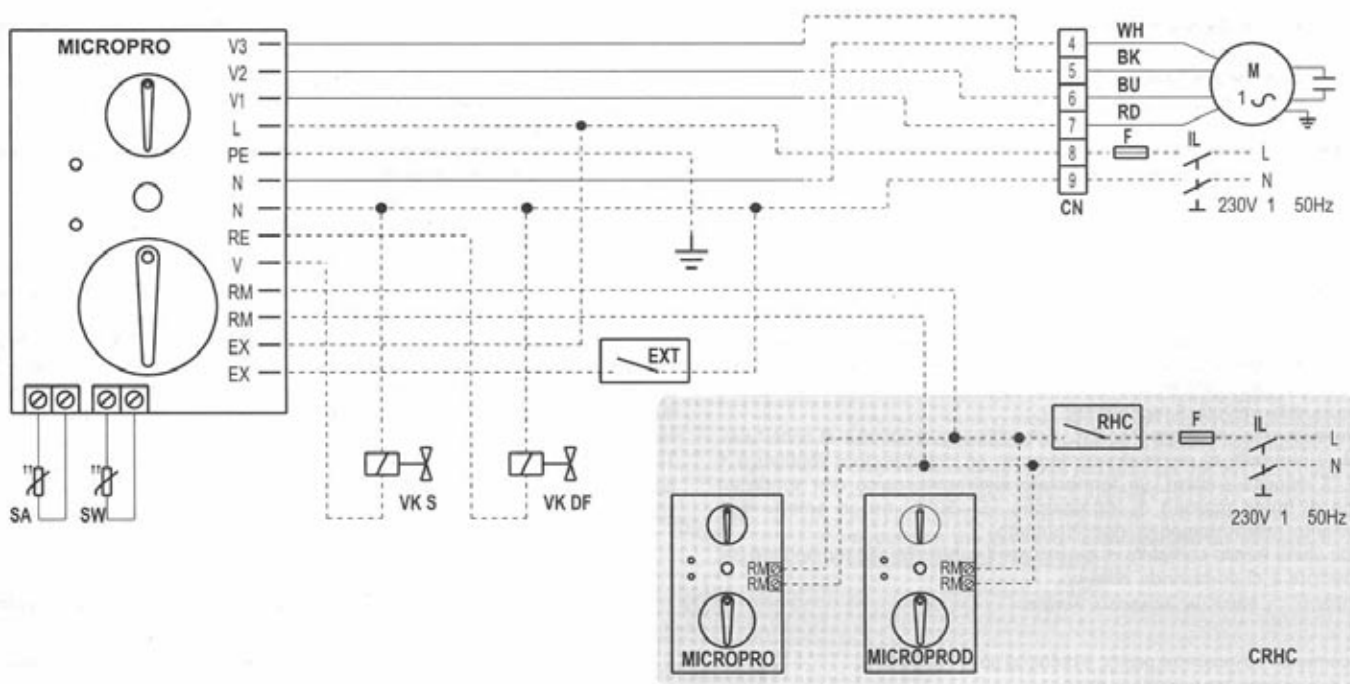 MICROPRO
V3
V2
V1
L
PE
N
N
RE
V
RM
RM
EX
EX
SA
SW
VK S
VK DF
EXT
4
5
6
7
8
9
CN
WH
BK
BU
RD
M
1
F
IL
L
N
230V 1 50Hz
RHC
F
IL
L
N
230V 1 50Hz
RM
RM
MICROPRO
RM
RM
MICROPROD
CRHC